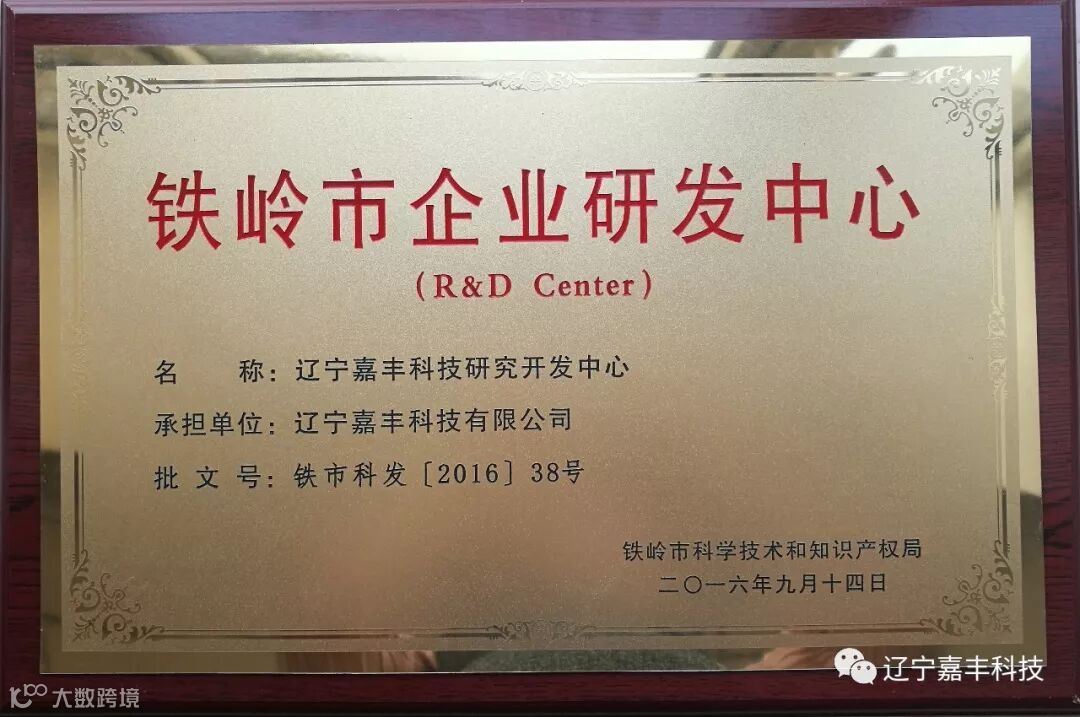 铁岭市企业研发中心
(R&D Center)
名 称：辽宁嘉丰科技研究开发中心
承担单位：辽宁嘉丰科技有限公司
批 文 号：铁市科发［2016］38号
铁岭市科学技术和知识产权局
二〇一六年九月十四日
辽宁嘉丰科技
大数跨境